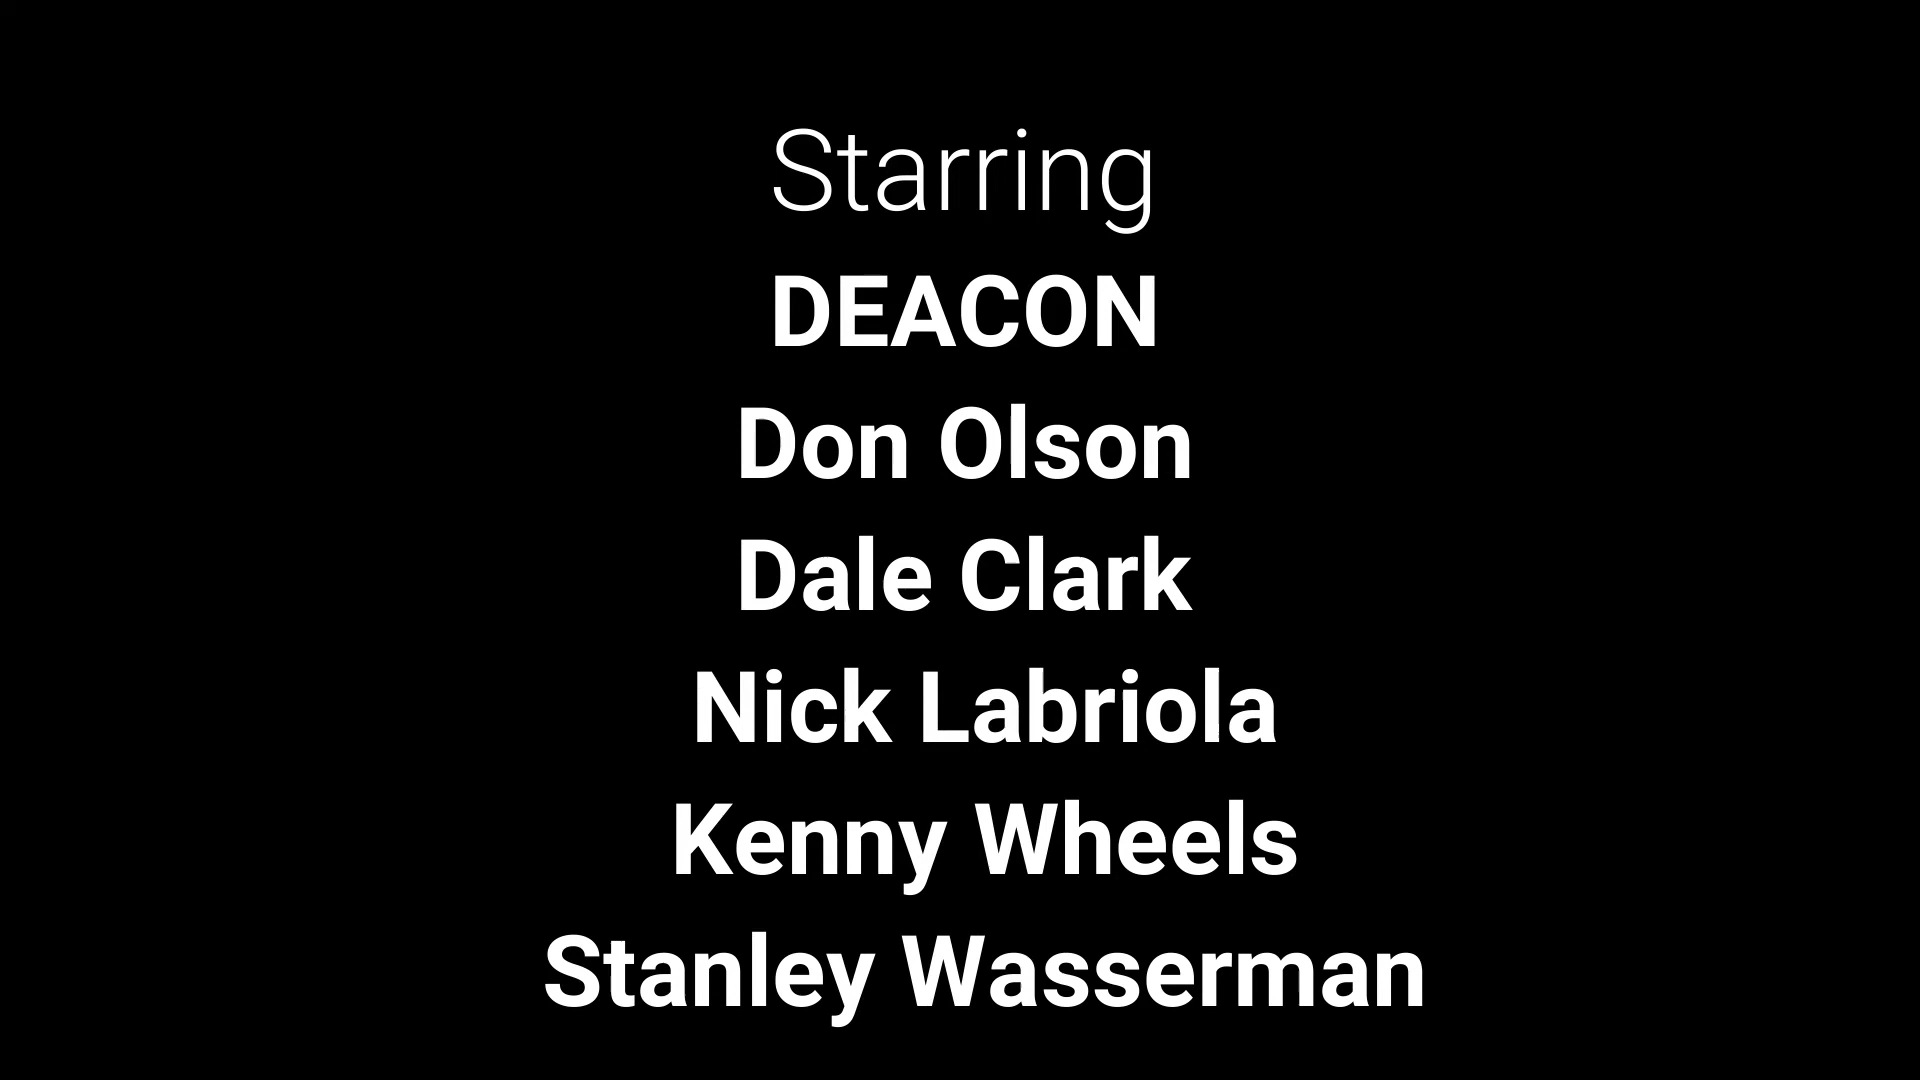 Starring
DEACON
Don Olson
Dale Clark
Nick Labriola
Kenny Wheels
Stanley Wasserman